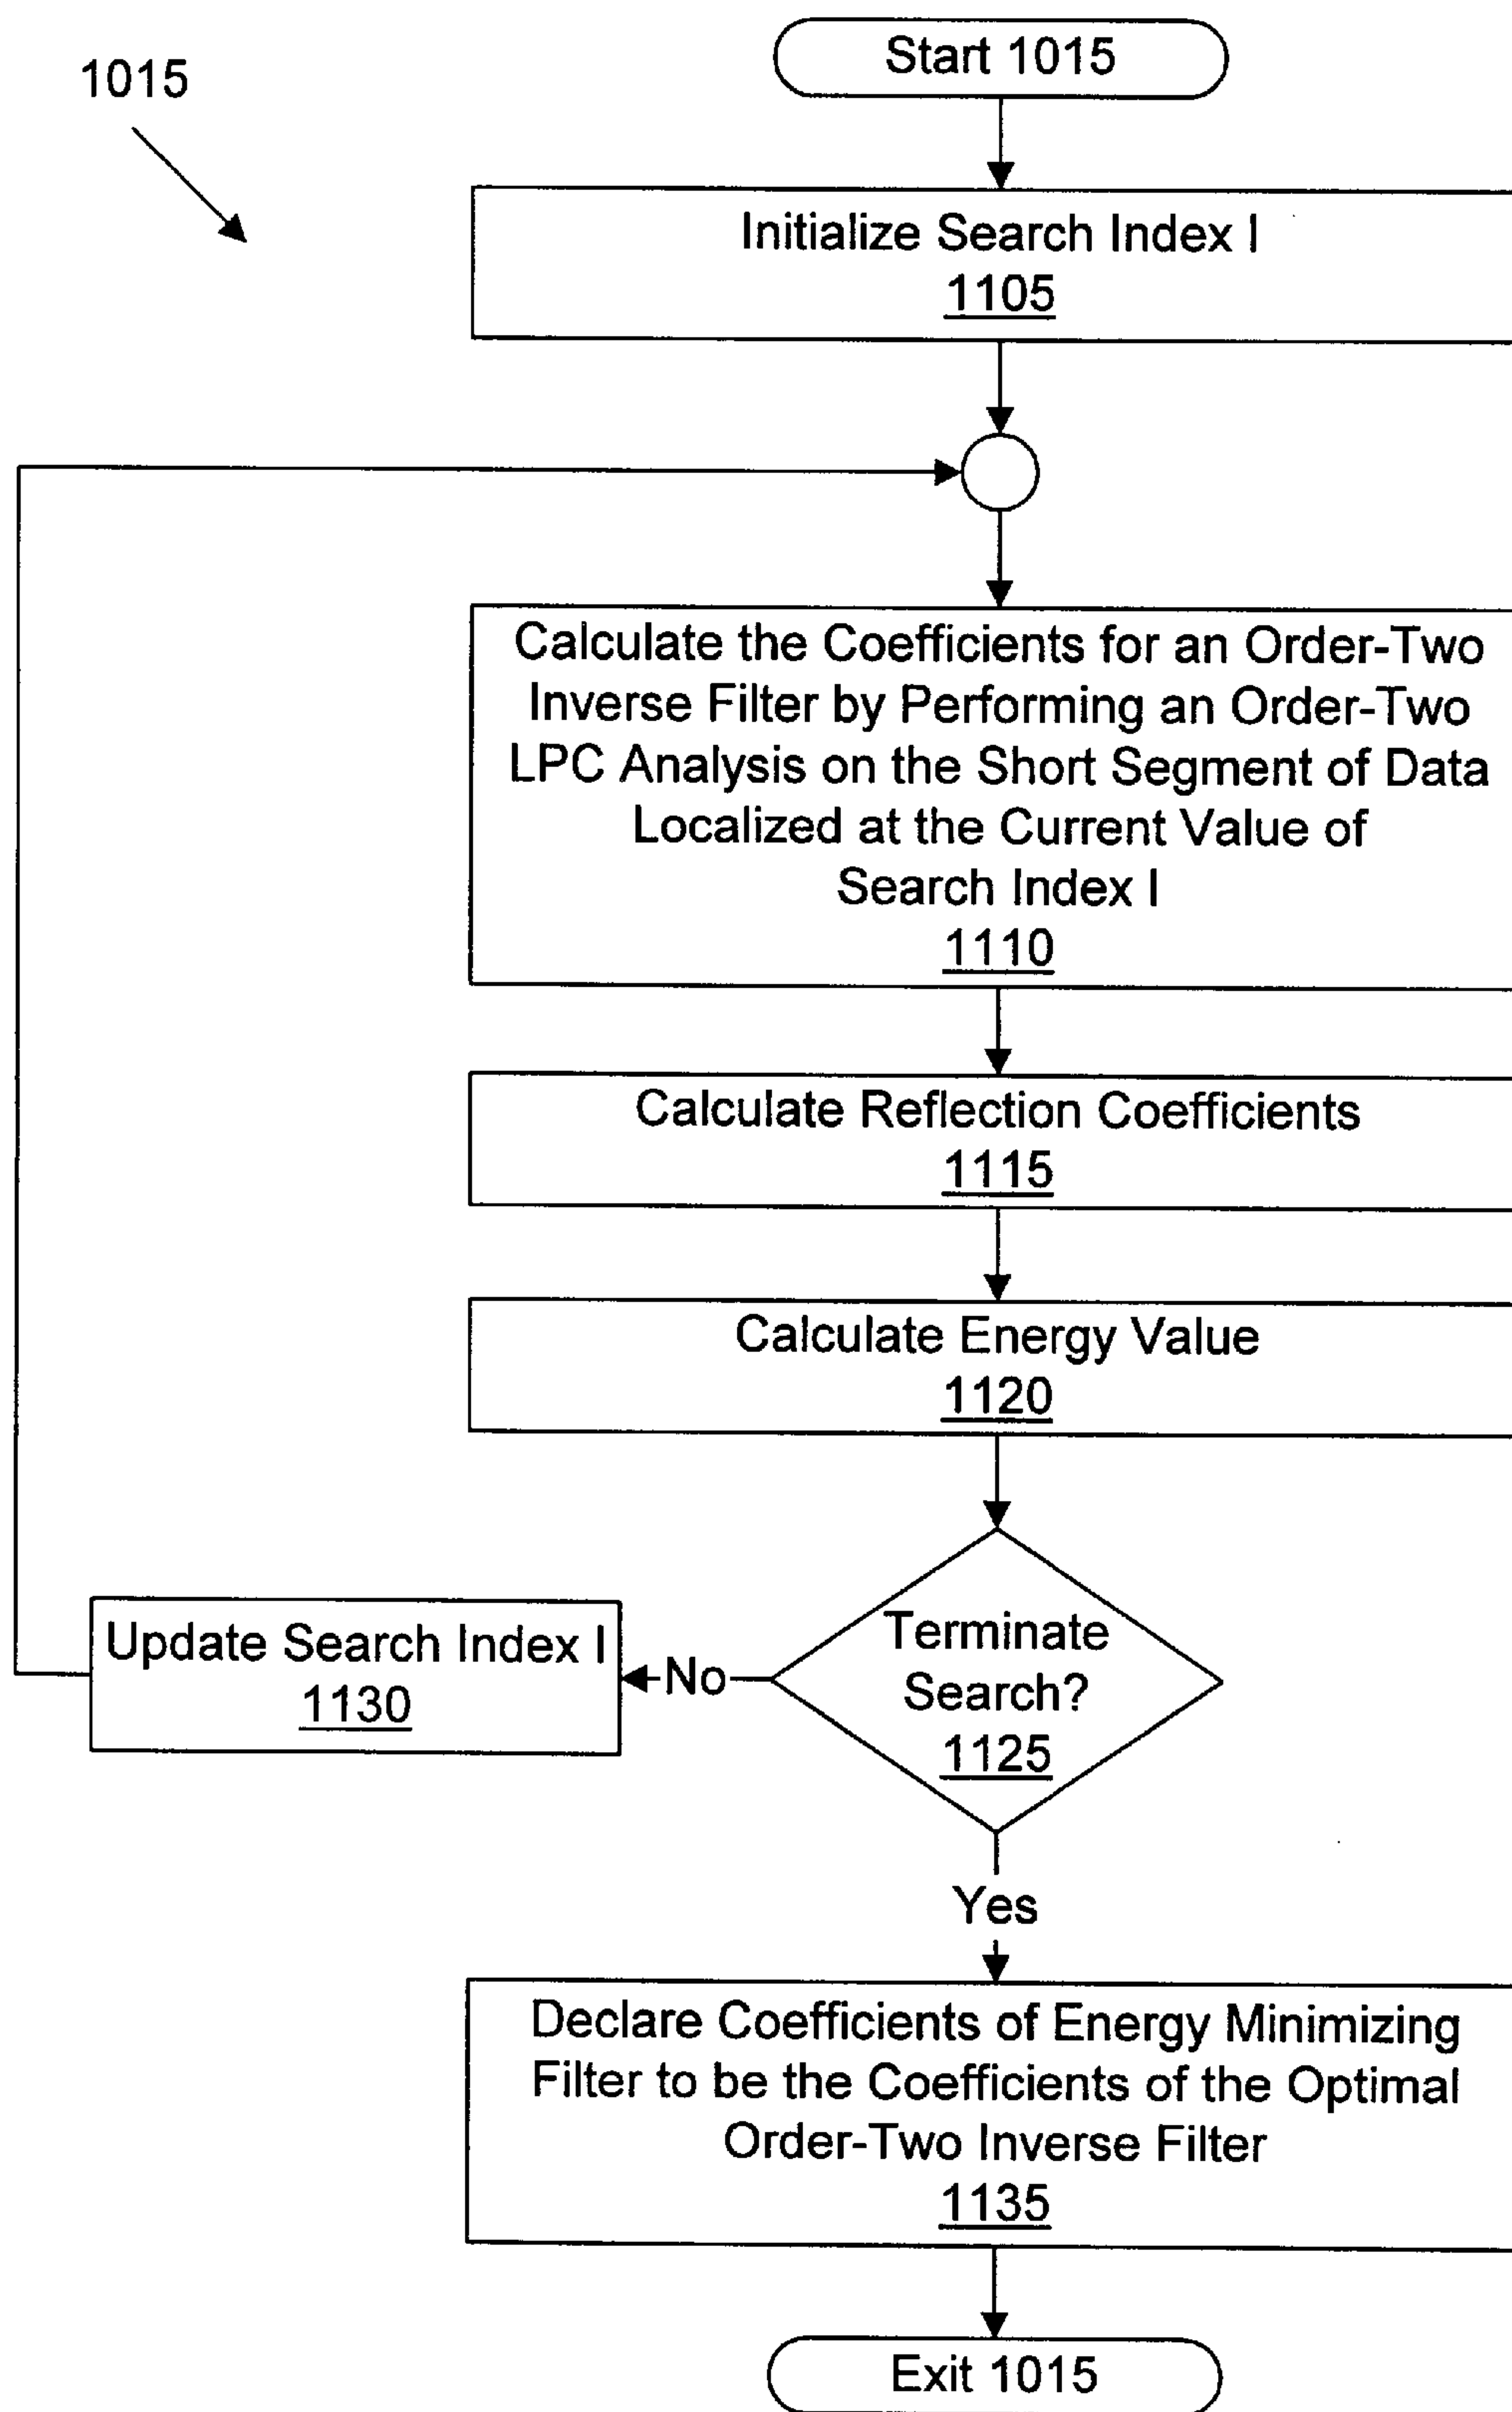 1015
Start 1015
Initialize Search Index I
1105
Calculate the Coefficients for an Order-Two
Inverse Filter by Performing an Order-Two
LPC Analysis on the Short Segment of Data
Localized at the Current Value of
Search Index I
1110
Calculate Reflection Coefficients
1115
Calculate Energy Value
1120
Terminate
Search?
1125
No
Update Search Index I
1130
Yes
Declare Coefficients of Energy Minimizing
Filter to be the Coefficients of the Optimal
Order-Two Inverse Filter
1135
Exit 1015